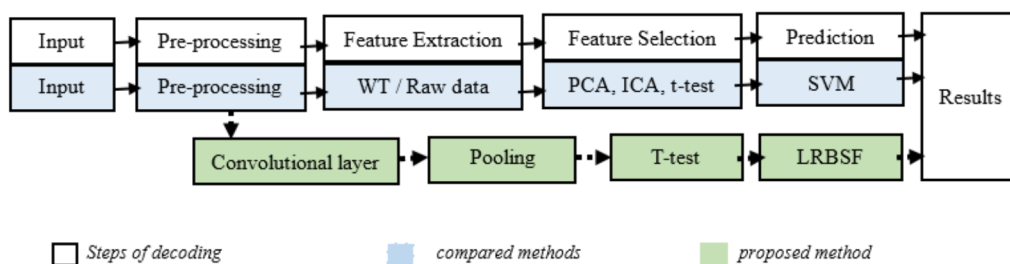 Input
Pre-processing
Feature Extraction
Feature Selection
Prediction
Input
Pre-processing
WT / Raw data
PCA, ICA, t-test
SVM
Results
Convolutional layer
Pooling
T-test
LRBSF
Steps of decoding
compared methods
proposed method